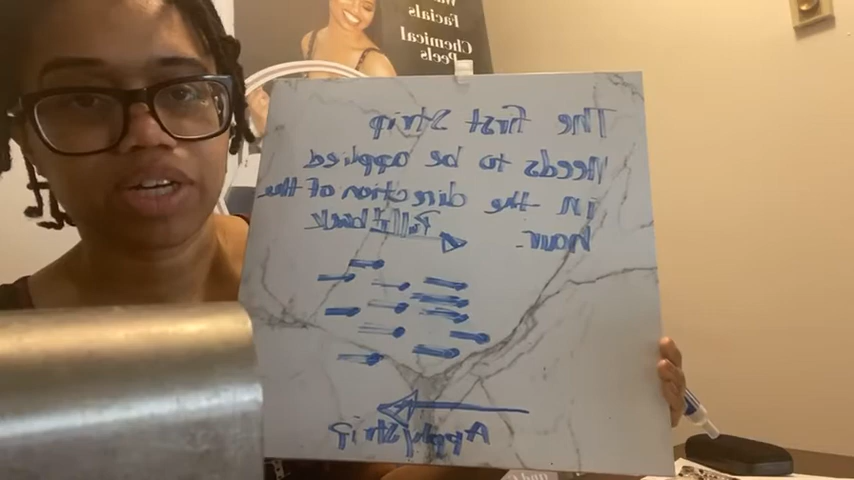 Facials
Chemical
Peels
The first Strip
Needs to be applied
in the direction of the
hair. Pull it back
Apply Strip